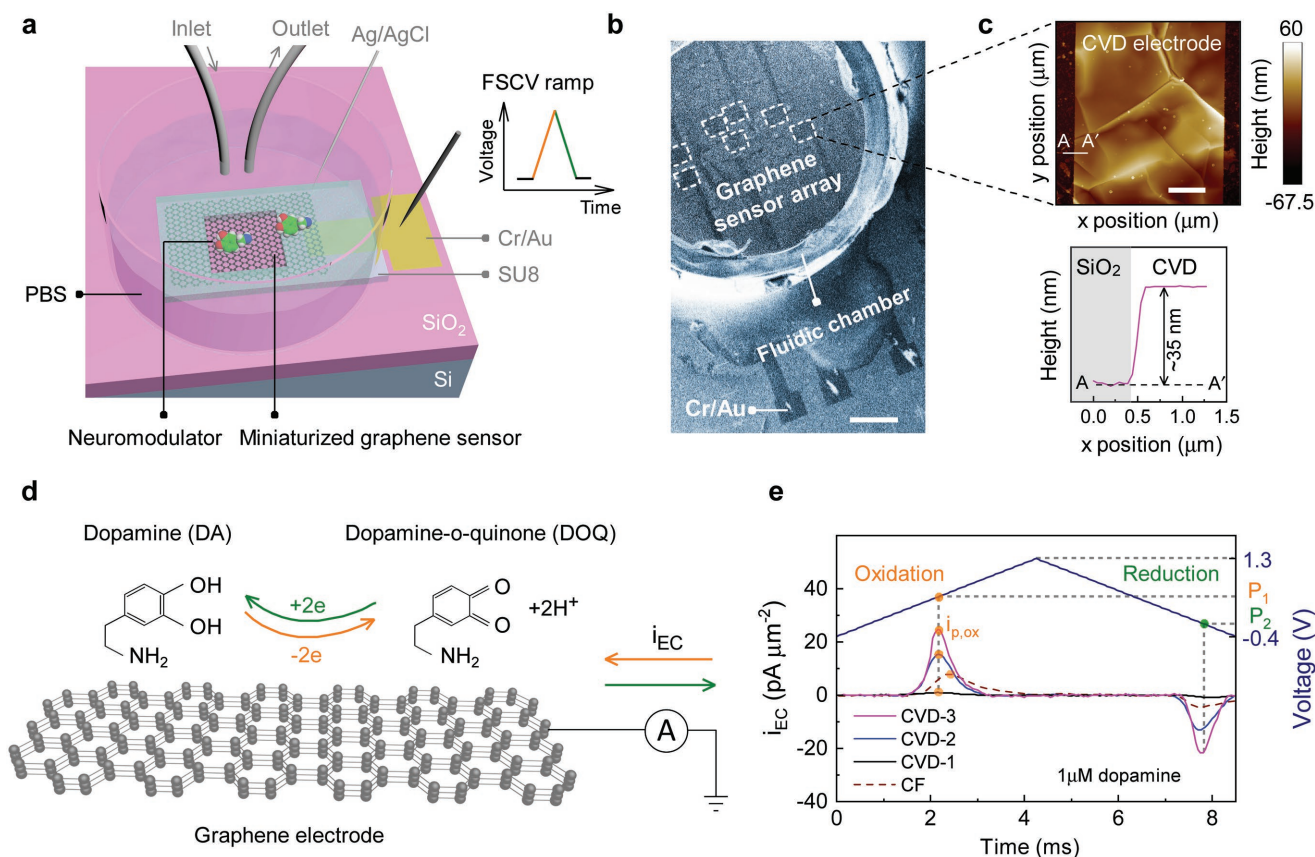 a
Inlet
Outlet
Ag/AgCl
FSCV ramp
Voltage
Time
Cr/Au
SU8
PBS
SiO₂
Si
Neuromodulator
Miniaturized graphene sensor
b
Graphene
sensor array
Fluidic chamber
Cr/Au
c
CVD electrode
A
A′
y position (μm)
x position (μm)
60
Height (nm)
-67.5
SiO₂
CVD
~35 nm
A
A′
Height (nm)
0.0 0.5 1.0 1.5
x position (μm)
d
Dopamine (DA)
Dopamine-o-quinone (DOQ)
OH
OH
NH₂
+2e
-2e
O
O
NH₂
+2H⁺
iEC
A
Graphene electrode
e
Oxidation
Reduction
ip,ox
1.3
P₁
P₂
-0.4
Voltage (V)
iEC (pA μm⁻²)
40
20
0
-20
-40
CVD-3
CVD-2
CVD-1
CF
1μM dopamine
0 2 4 6 8
Time (ms)